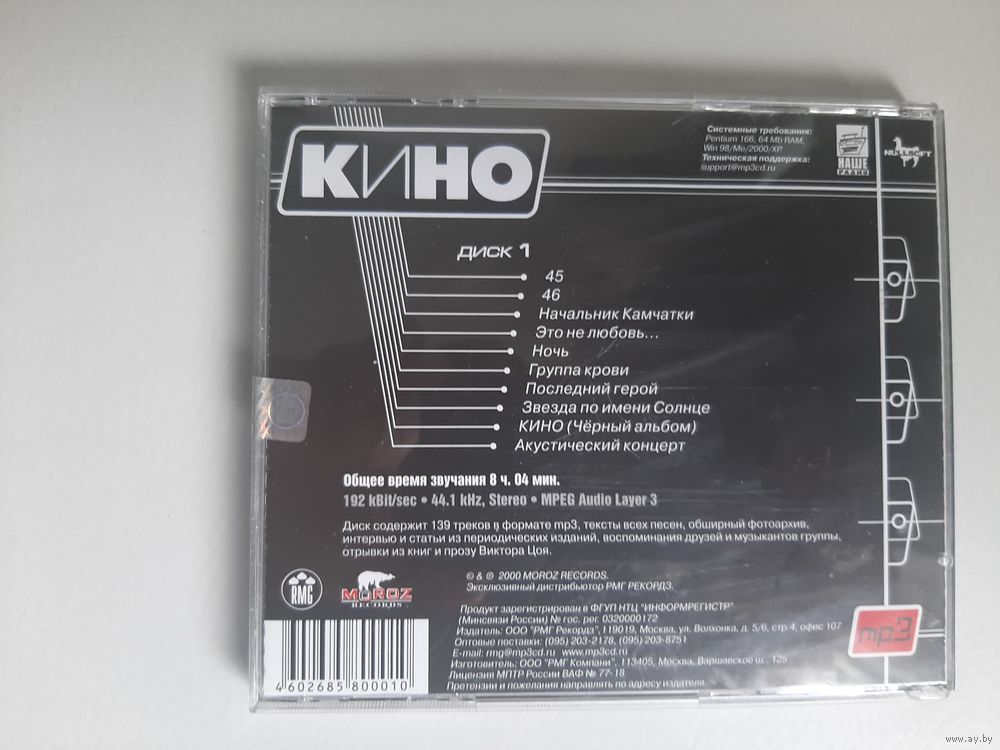 КИНО
Системные требования:
Pentium 166, 64 Mb RAM,
Win 98/Me/2000/XP.
Техническая поддержка:
support@mp3cd.ru
НАШЕ
РАДИО
NULLSOFT
ДИСК 1
45
46
Начальник Камчатки
Это не любовь...
Ночь
Группа крови
Последний герой
Звезда по имени Солнце
КИНО (Чёрный альбом)
Акустический концерт
Общее время звучания 8 ч. 04 мин.
192 kBit/sec • 44.1 kHz, Stereo • MPEG Audio Layer 3
Диск содержит 139 треков в формате mp3, тексты всех песен, обширный фотоархив,
интервью и статьи из периодических изданий, воспоминания друзей и музыкантов группы,
отрывки из книг и прозу Виктора Цоя.
RMG
MOROZ
RECORDS
© & ℗ 2000 MOROZ RECORDS.
Эксклюзивный дистрибьютор РМГ РЕКОРДЗ.
Продукт зарегистрирован в ФГУП НТЦ "ИНФОРМРЕГИСТР"
(Минсвязи России) № гос. рег. 0320000172
Издатель: ООО "РМГ Рекордз", 119019, Москва, ул. Волхонка, д. 5/6, стр.4, офис 107
Оптовые поставки: (095) 203-2178, (095) 203-8751
E-mail: rmg@mp3cd.ru www.mp3cd.ru
Изготовитель: ООО "РМГ Компани", 113405, Москва, Варшавское ш., 125
Лицензия МПТР России ВАФ № 77-18
Претензии и пожелания направлять по адресу издателя.
mp3
4 602685 800010
www.ay.by